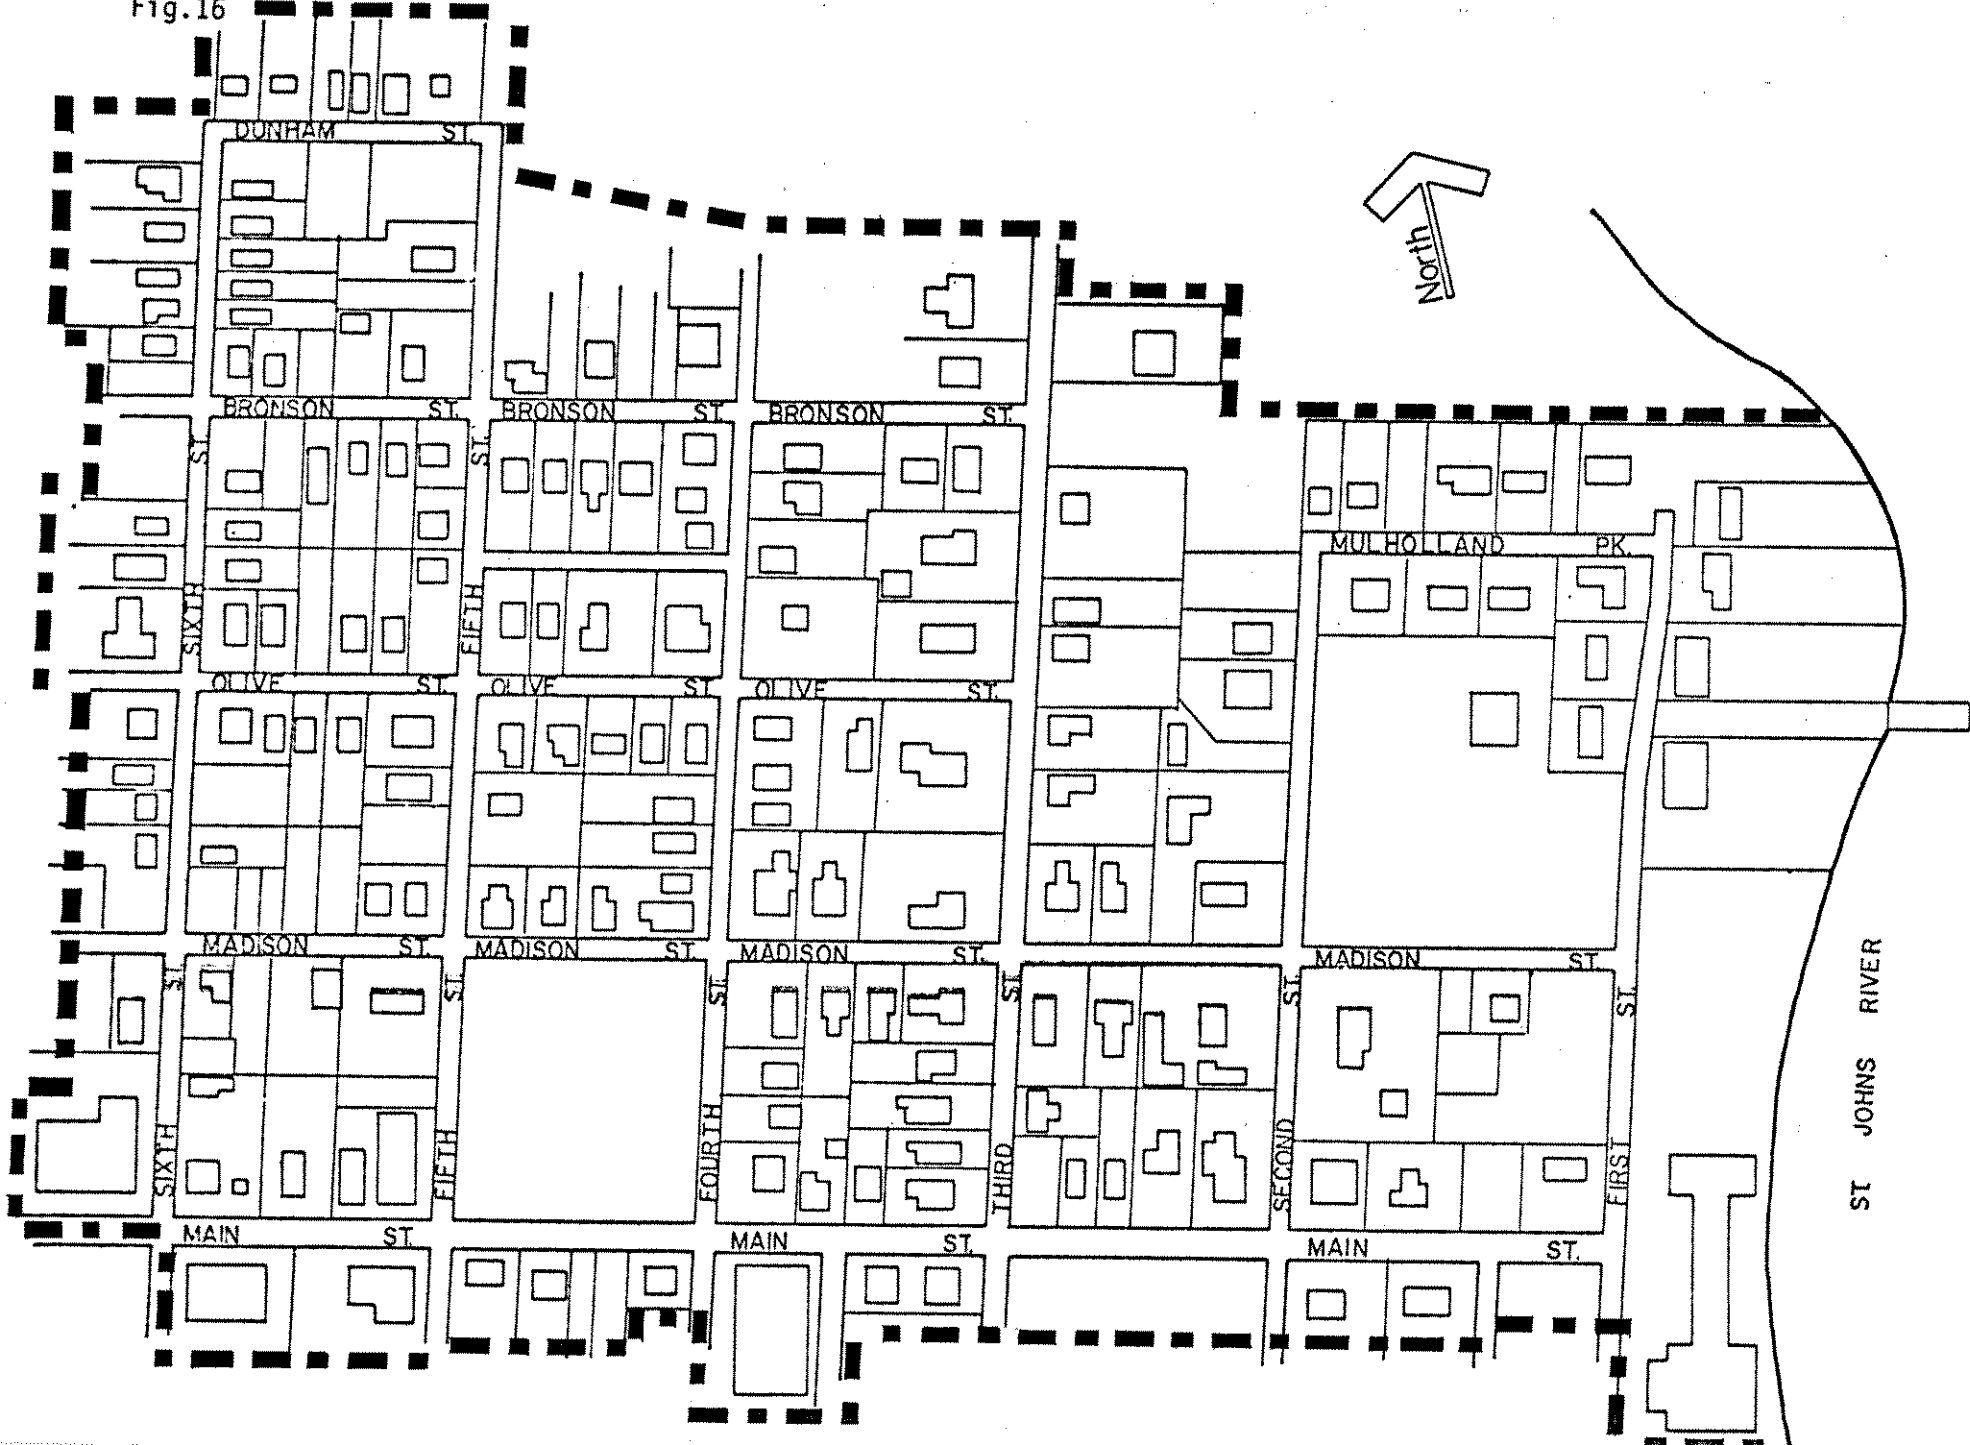 Fig.16
DUNHAM ST.
North
BRONSON ST. BRONSON ST. BRONSON ST.
ST. ST.
MULHOLLAND PK.
SIXTH FIFTH
OLIVE ST. OLIVE ST. OLIVE ST.
MADISON ST. MADISON ST. MADISON ST. MADISON ST.
ST. ST. ST. ST. ST. ST.
SIXTH FIFTH FOURTH THIRD SECOND FIRST
ST JOHNS RIVER
MAIN ST. MAIN ST. MAIN ST.